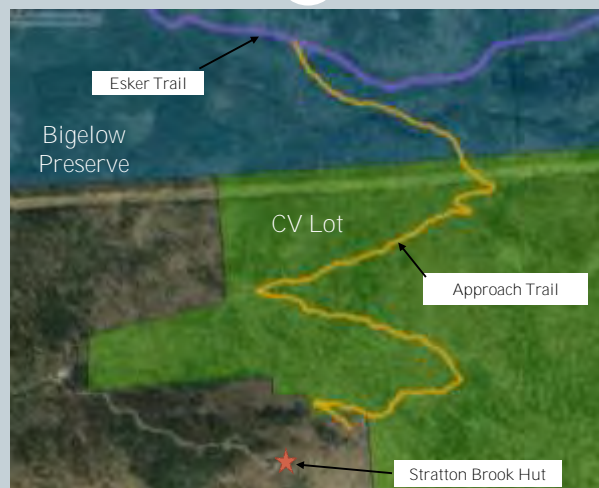 Esker Trail
Bigelow
Preserve
CV Lot
Approach Trail
Stratton Brook Hut